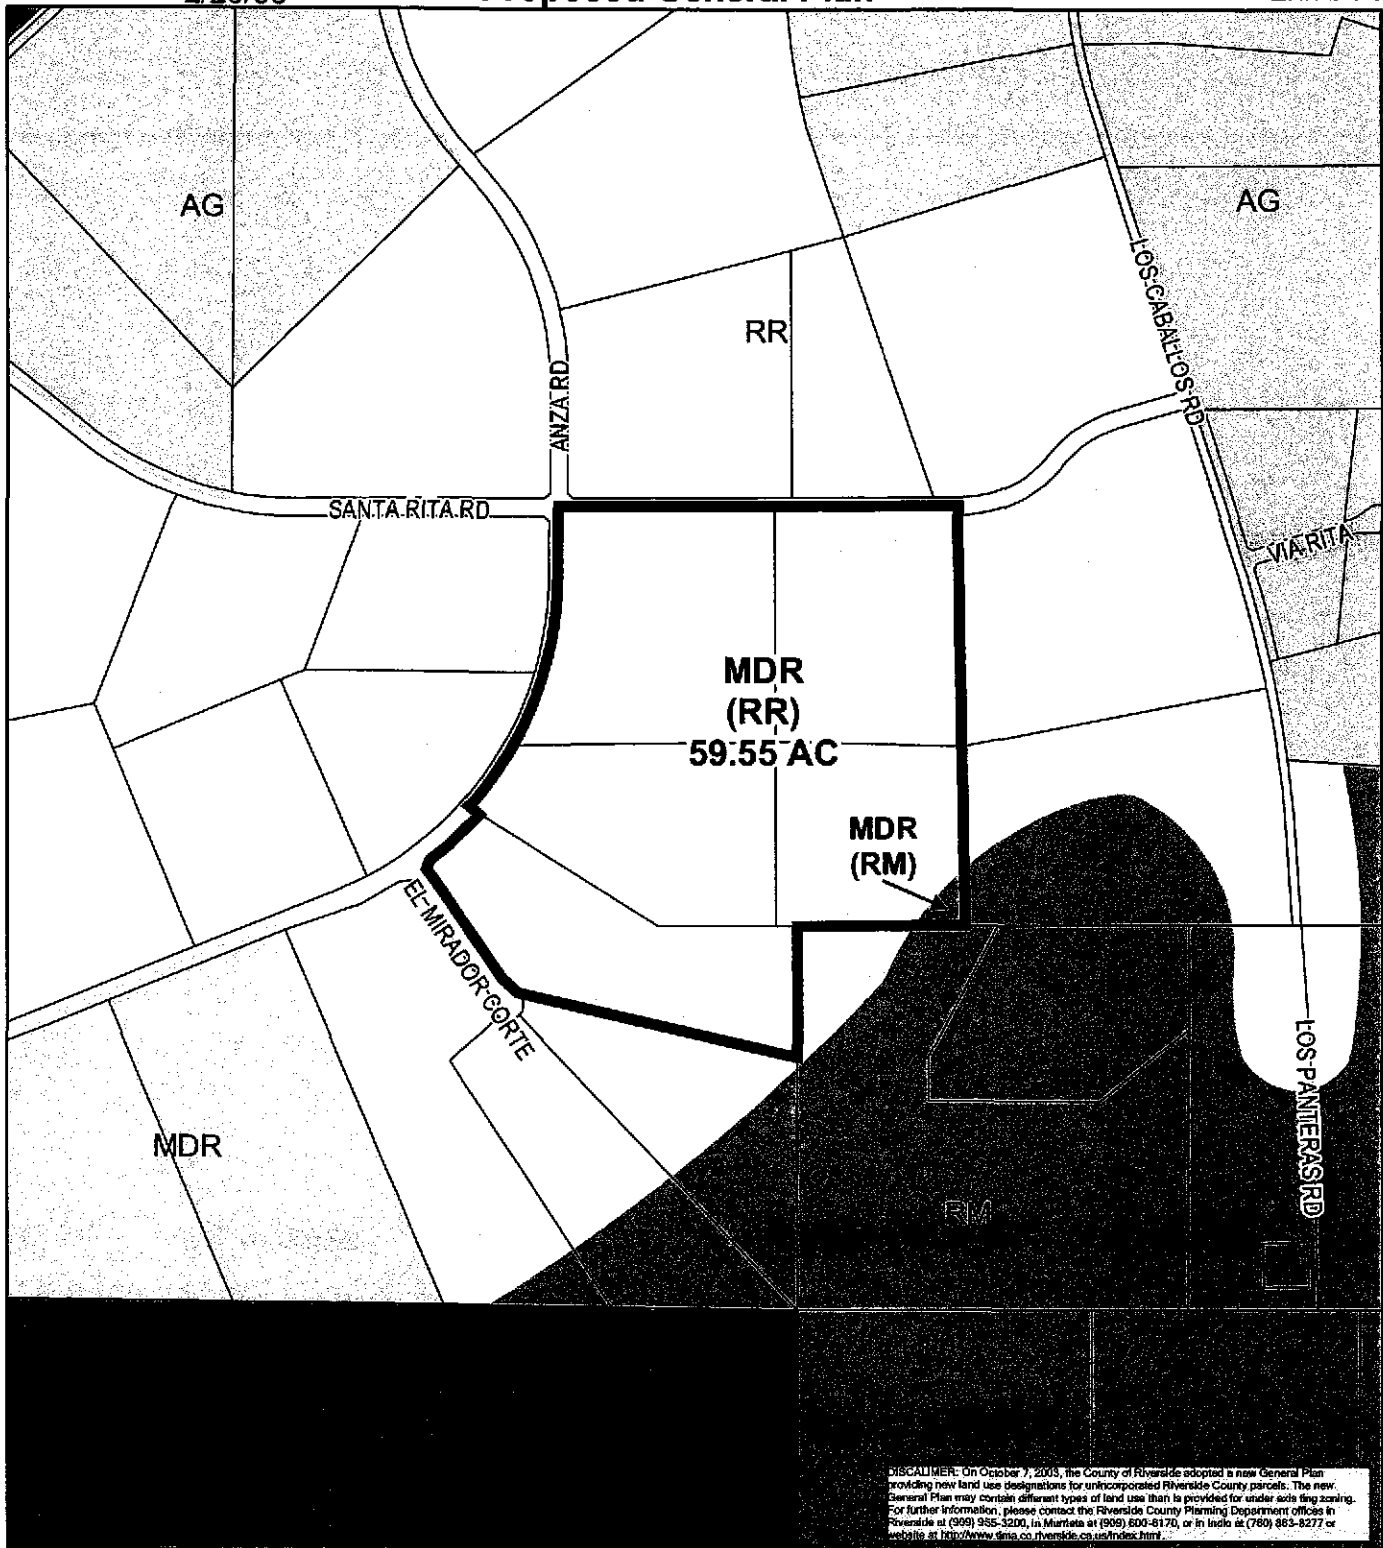 Proposed General Plan
AG
AG
LOS CABALLOS RD
RR
ANZA RD
SANTA RITA RD
VIA RITA
MDR
(RR)
59.55 AC
MDR
(RM)
EL MIRADOR CORTE
LOS PANTERAS RD
MDR
RM
DISCALIMER: On October 7, 2003, the County of Riverside adopted a new General Plan
providing new land use designations for unincorporated Riverside County parcels. The new
General Plan may contain different types of land use than is provided for under existing zoning.
For further information, please contact the Riverside County Planning Department offices in
Riverside at (909) 955-3200, in Murrieta at (909) 600-6170, or in Indio at (760) 863-8277 or
website at http://www.tlma.co.riverside.ca.us/index.html.